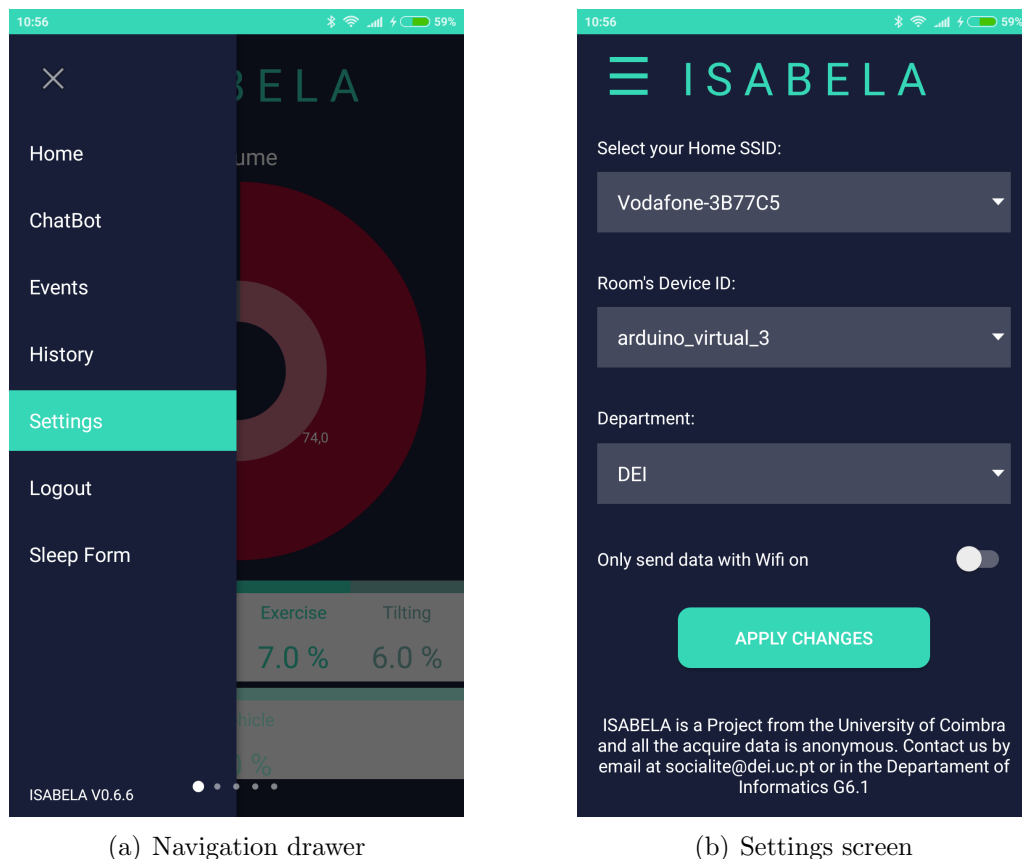 10:56
59%
BELA
Home
ume
ChatBot
Events
History
Settings
74,0
Logout
Sleep Form
Exercise
Tilting
7.0 %
6.0 %
hicle
%
ISABELA V0.6.6
(a) Navigation drawer
10:56
59%
ISABELA
Select your Home SSID:
Vodafone-3B77C5
Room's Device ID:
arduino_virtual_3
Department:
DEI
Only send data with Wifi on
APPLY CHANGES
ISABELA is a Project from the University of Coimbra
and all the acquire data is anonymous. Contact us by
email at socialite@dei.uc.pt or in the Departament of
Informatics G6.1
(b) Settings screen